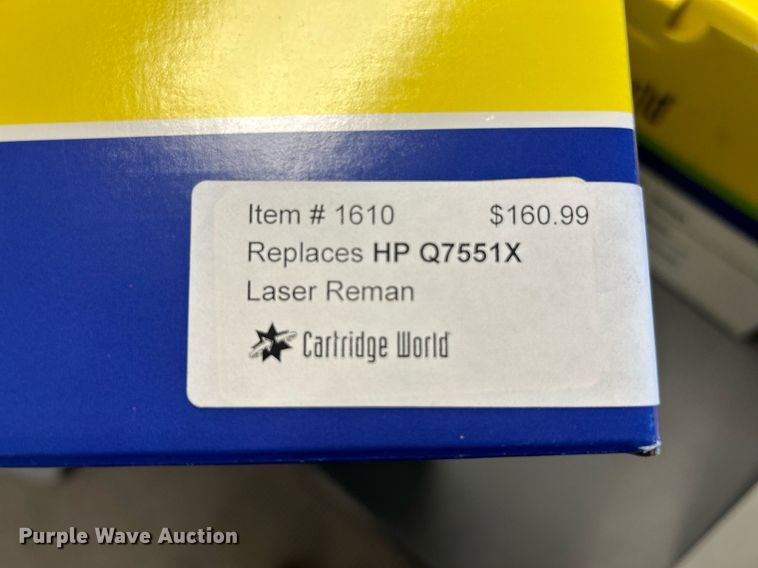 Item # 1610 $160.99
Replaces HP Q7551X
Laser Reman
Cartridge World
Purple Wave Auction